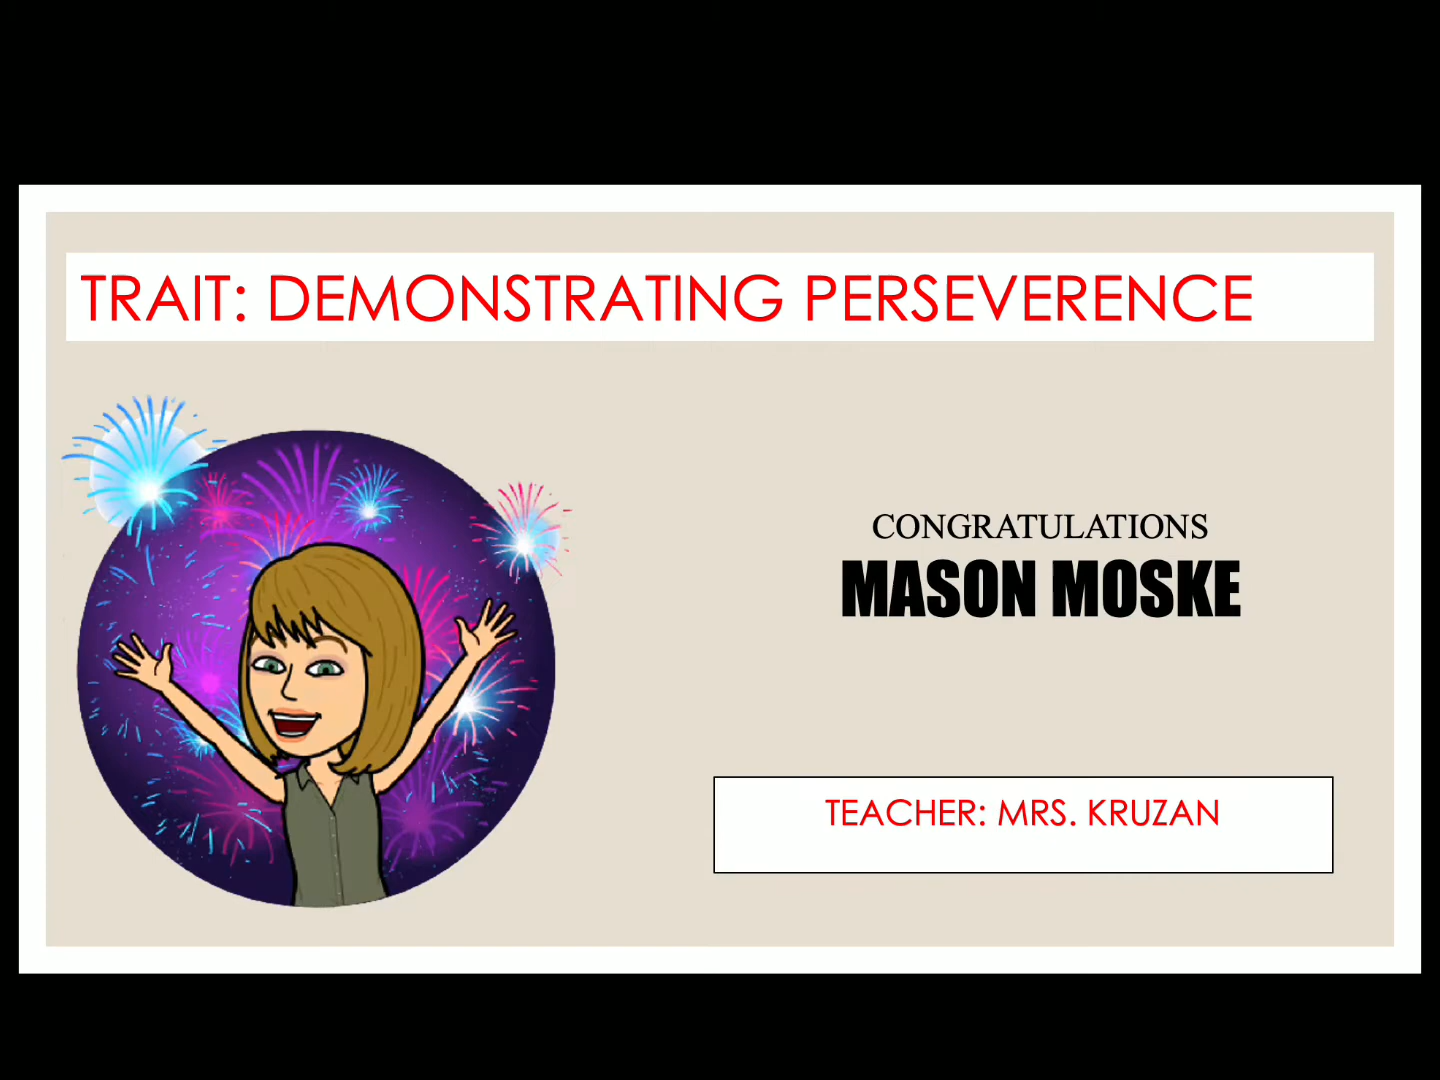 TRAIT: DEMONSTRATING PERSEVERENCE
CONGRATULATIONS
MASON MOSKE
TEACHER: MRS. KRUZAN